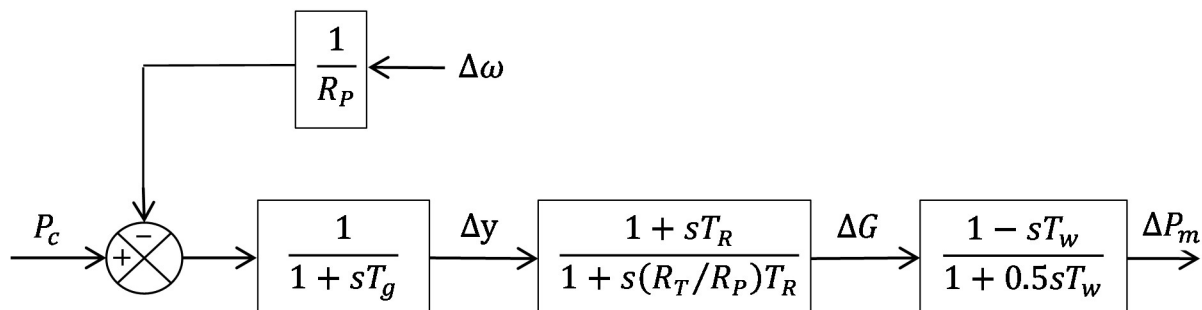 1
R_P
Δω
P_c
+
−
1
1 + sT_g
Δy
1 + sT_R
1 + s(R_T/R_P)T_R
ΔG
1 − sT_w
1 + 0.5sT_w
ΔP_m